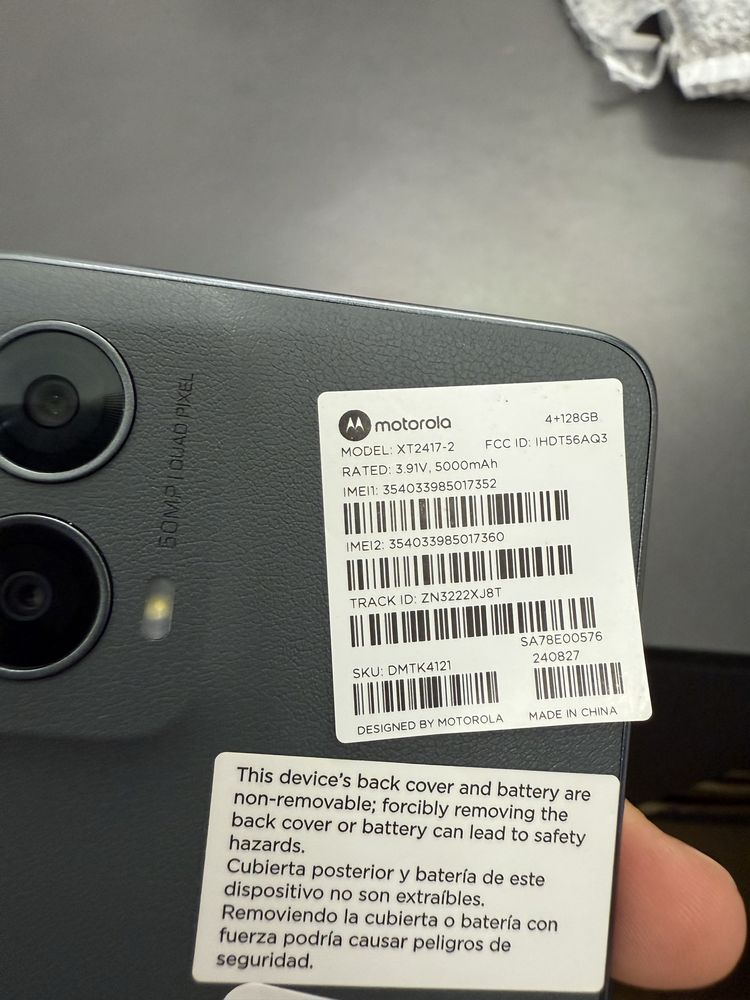 50MP | QUAD PIXEL
motorola 4+128GB
MODEL: XT2417-2 FCC ID: IHDT56AQ3
RATED: 3.91V, 5000mAh
IMEI1: 354033985017352
IMEI2: 354033985017360
TRACK ID: ZN3222XJ8T
SA78E00576
SKU: DMTK4121 240827
DESIGNED BY MOTOROLA MADE IN CHINA
This device's back cover and battery are
non-removable; forcibly removing the
back cover or battery can lead to safety
hazards.
Cubierta posterior y batería de este
dispositivo no son extraíbles.
Removiendo la cubierta o batería con
fuerza podría causar peligros de
seguridad.